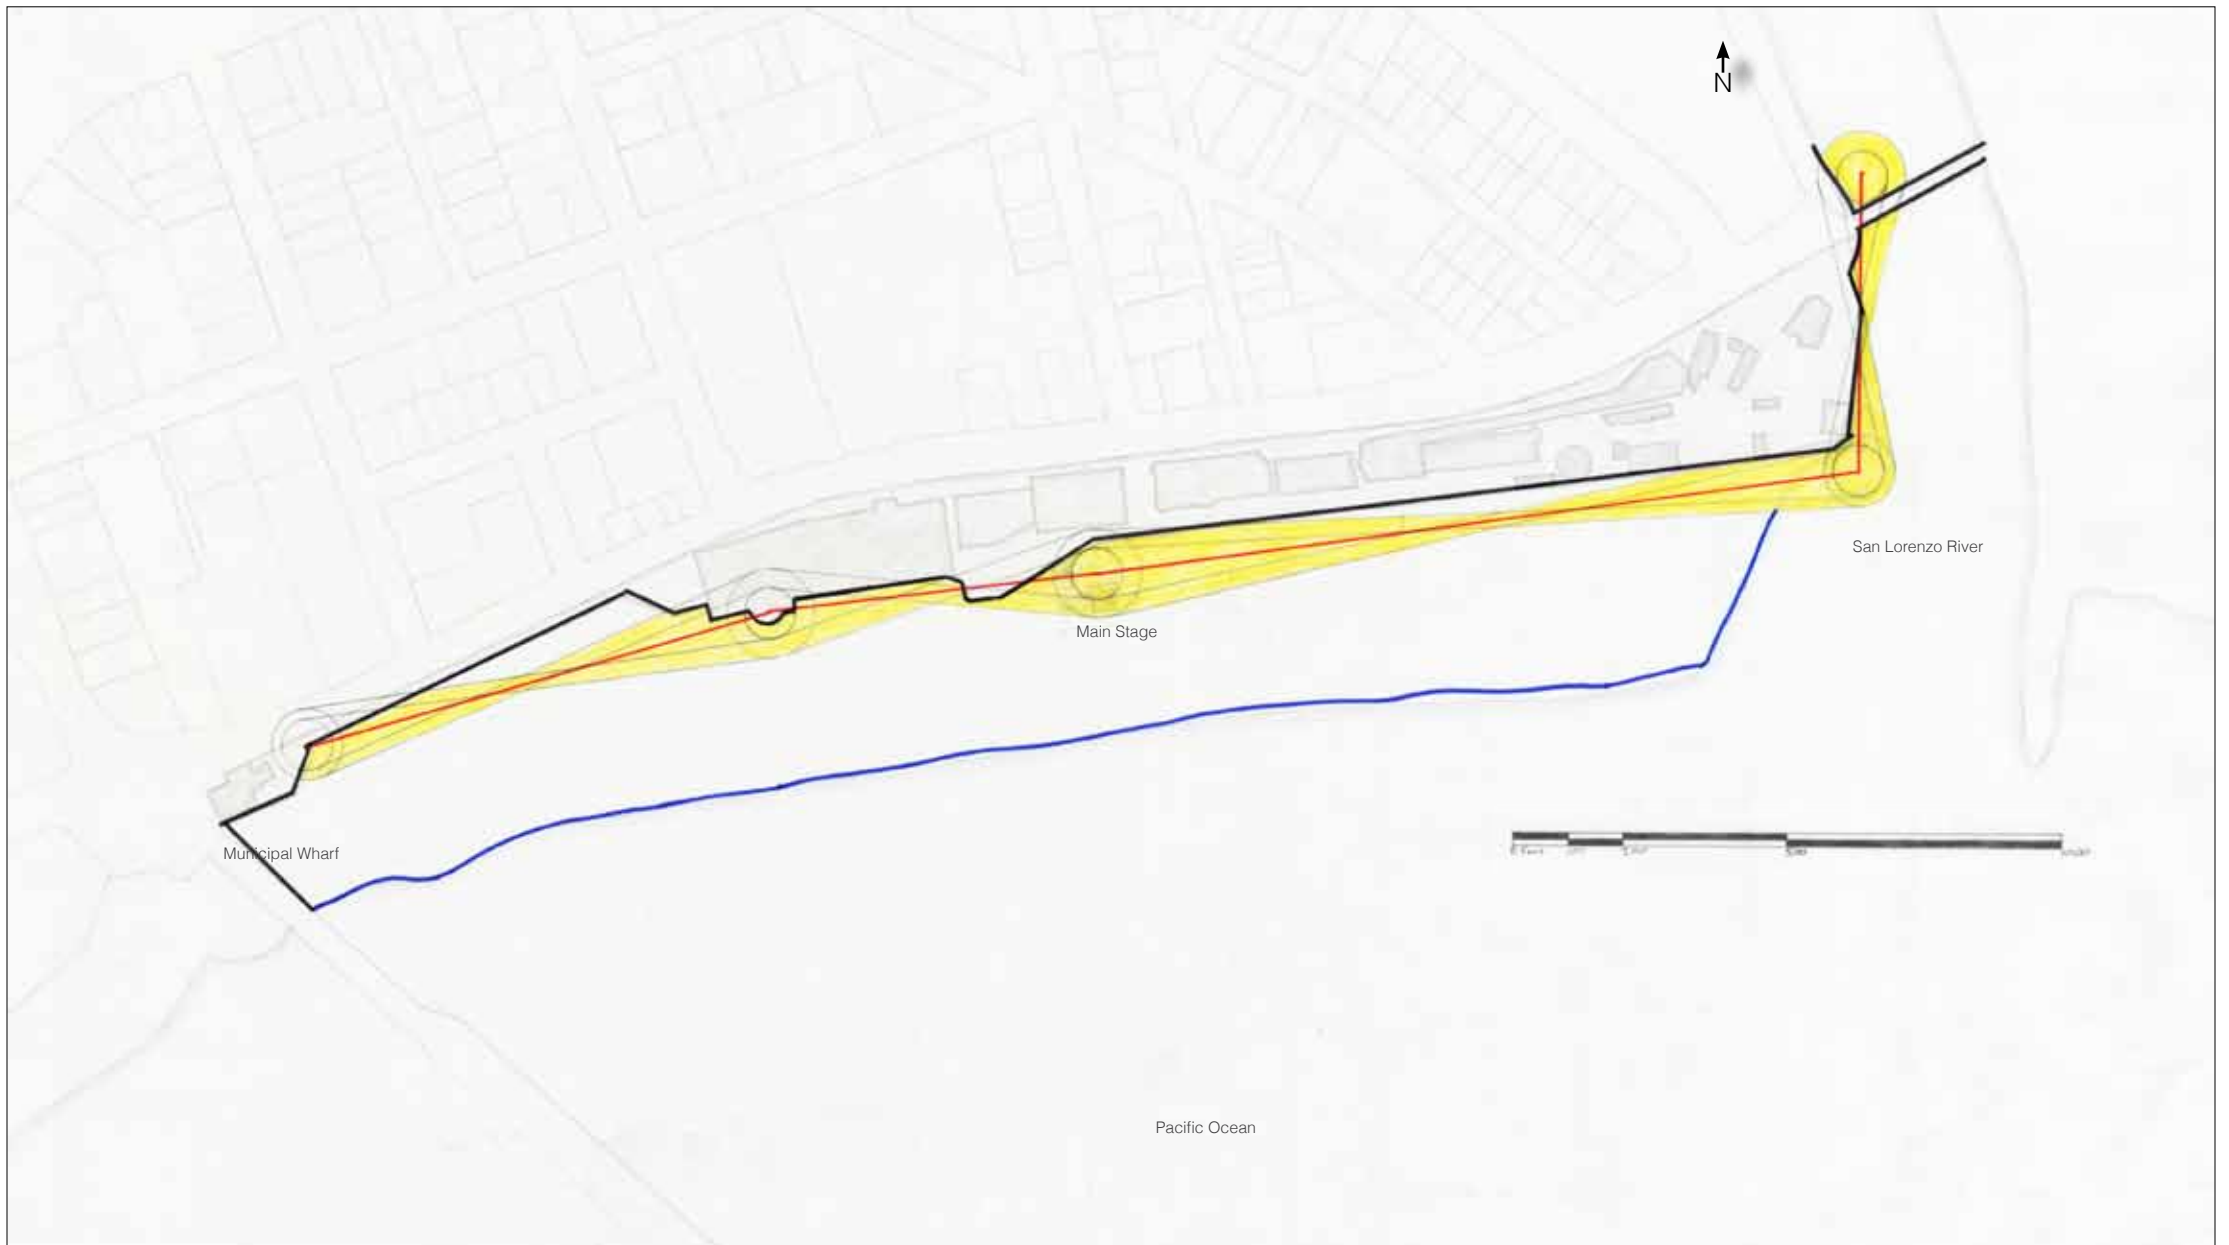 N
San Lorenzo River
Main Stage
Municipal Wharf
Pacific Ocean